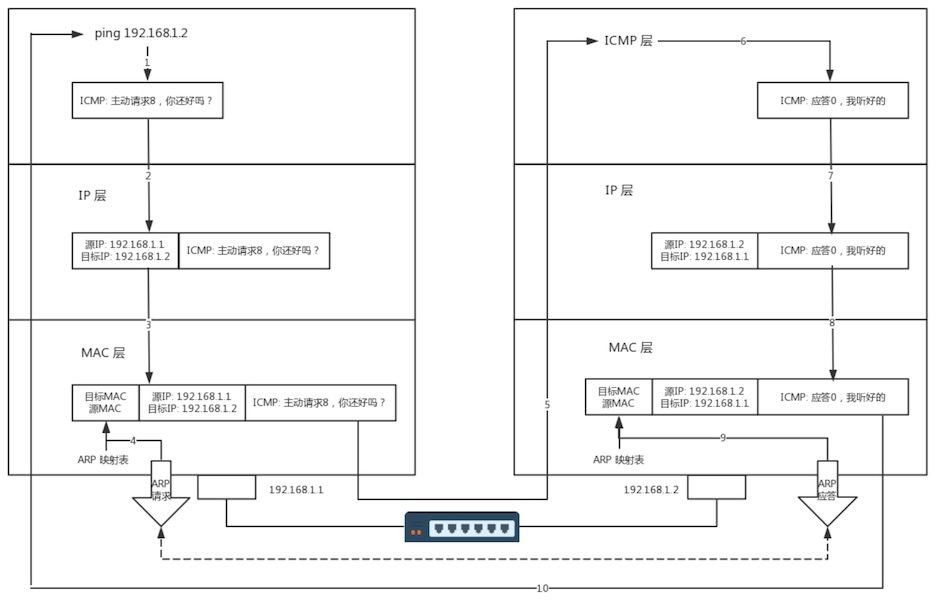 ping 192.168.1.2
1
ICMP: 主动请求8，你还好吗？
2
IP 层
源IP: 192.168.1.1
目标IP: 192.168.1.2
ICMP: 主动请求8，你还好吗？
3
MAC 层
目标MAC
源MAC
源IP: 192.168.1.1
目标IP: 192.168.1.2
ICMP: 主动请求8，你还好吗？
4
ARP 映射表
ARP
请求
192.168.1.1
5
ICMP 层
6
ICMP: 应答0，我听好的
7
IP 层
源IP: 192.168.1.2
目标IP: 192.168.1.1
ICMP: 应答0，我听好的
8
MAC 层
目标MAC
源MAC
源IP: 192.168.1.2
目标IP: 192.168.1.1
ICMP: 应答0，我听好的
9
ARP 映射表
ARP
应答
192.168.1.2
10